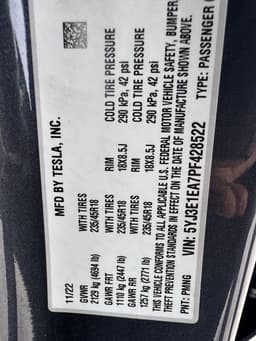 MFD BY TESLA, INC.
11/22
GVWR
2129 kg (4694 lb)
GAWR FRT WITH TIRES RIM COLD TIRE PRESSURE
1110 kg (2447 lb) 235/45R18 18X8.5J 290 kPa, 42 psi
GAWR RR WITH TIRES RIM COLD TIRE PRESSURE
1257 kg (2771 lb) 235/45R18 18X8.5J 290 kPa, 42 psi
THIS VEHICLE CONFORMS TO ALL APPLICABLE U.S. FEDERAL MOTOR VEHICLE SAFETY, BUMPER
THEFT PREVENTION STANDARDS IN EFFECT ON THE DATE OF MANUFACTURE SHOWN ABOVE.
VIN: 5YJ3E1EA7PF428522
PNT: PMNG TYPE: PASSENGER